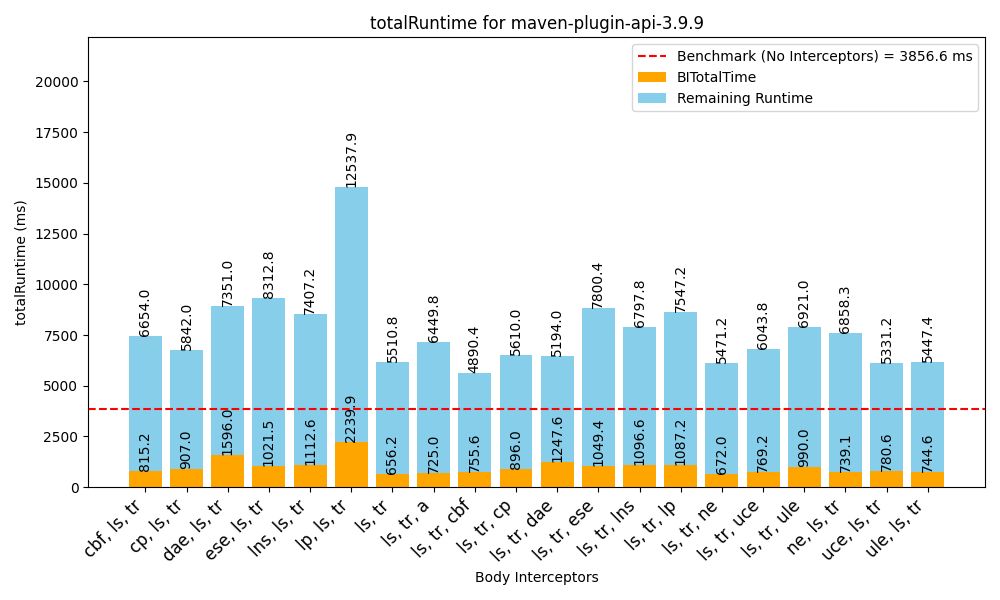 totalRuntime for maven-plugin-api-3.9.9
Benchmark (No Interceptors) = 3856.6 ms
BITotalTime
Remaining Runtime
totalRuntime (ms)
20000
17500
15000
12500
10000
7500
5000
2500
0
6654.0
5842.0
7351.0
8312.8
7407.2
12537.9
5510.8
6449.8
4890.4
5610.0
5194.0
7800.4
6797.8
7547.2
5471.2
6043.8
6921.0
6858.3
5331.2
5447.4
815.2
907.0
1596.0
1021.5
1112.6
2239.9
656.2
725.0
755.6
896.0
1247.6
1049.4
1096.6
1087.2
672.0
769.2
990.0
739.1
780.6
744.6
cbf, ls, tr
cp, ls, tr
dae, ls, tr
ese, ls, tr
lns, ls, tr
lp, ls, tr
ls, tr
ls, tr, a
ls, tr, cbf
ls, tr, cp
ls, tr, dae
ls, tr, ese
ls, tr, lns
ls, tr, lp
ls, tr, ne
ls, tr, uce
ls, tr, ule
ne, ls, tr
uce, ls, tr
ule, ls, tr
Body Interceptors